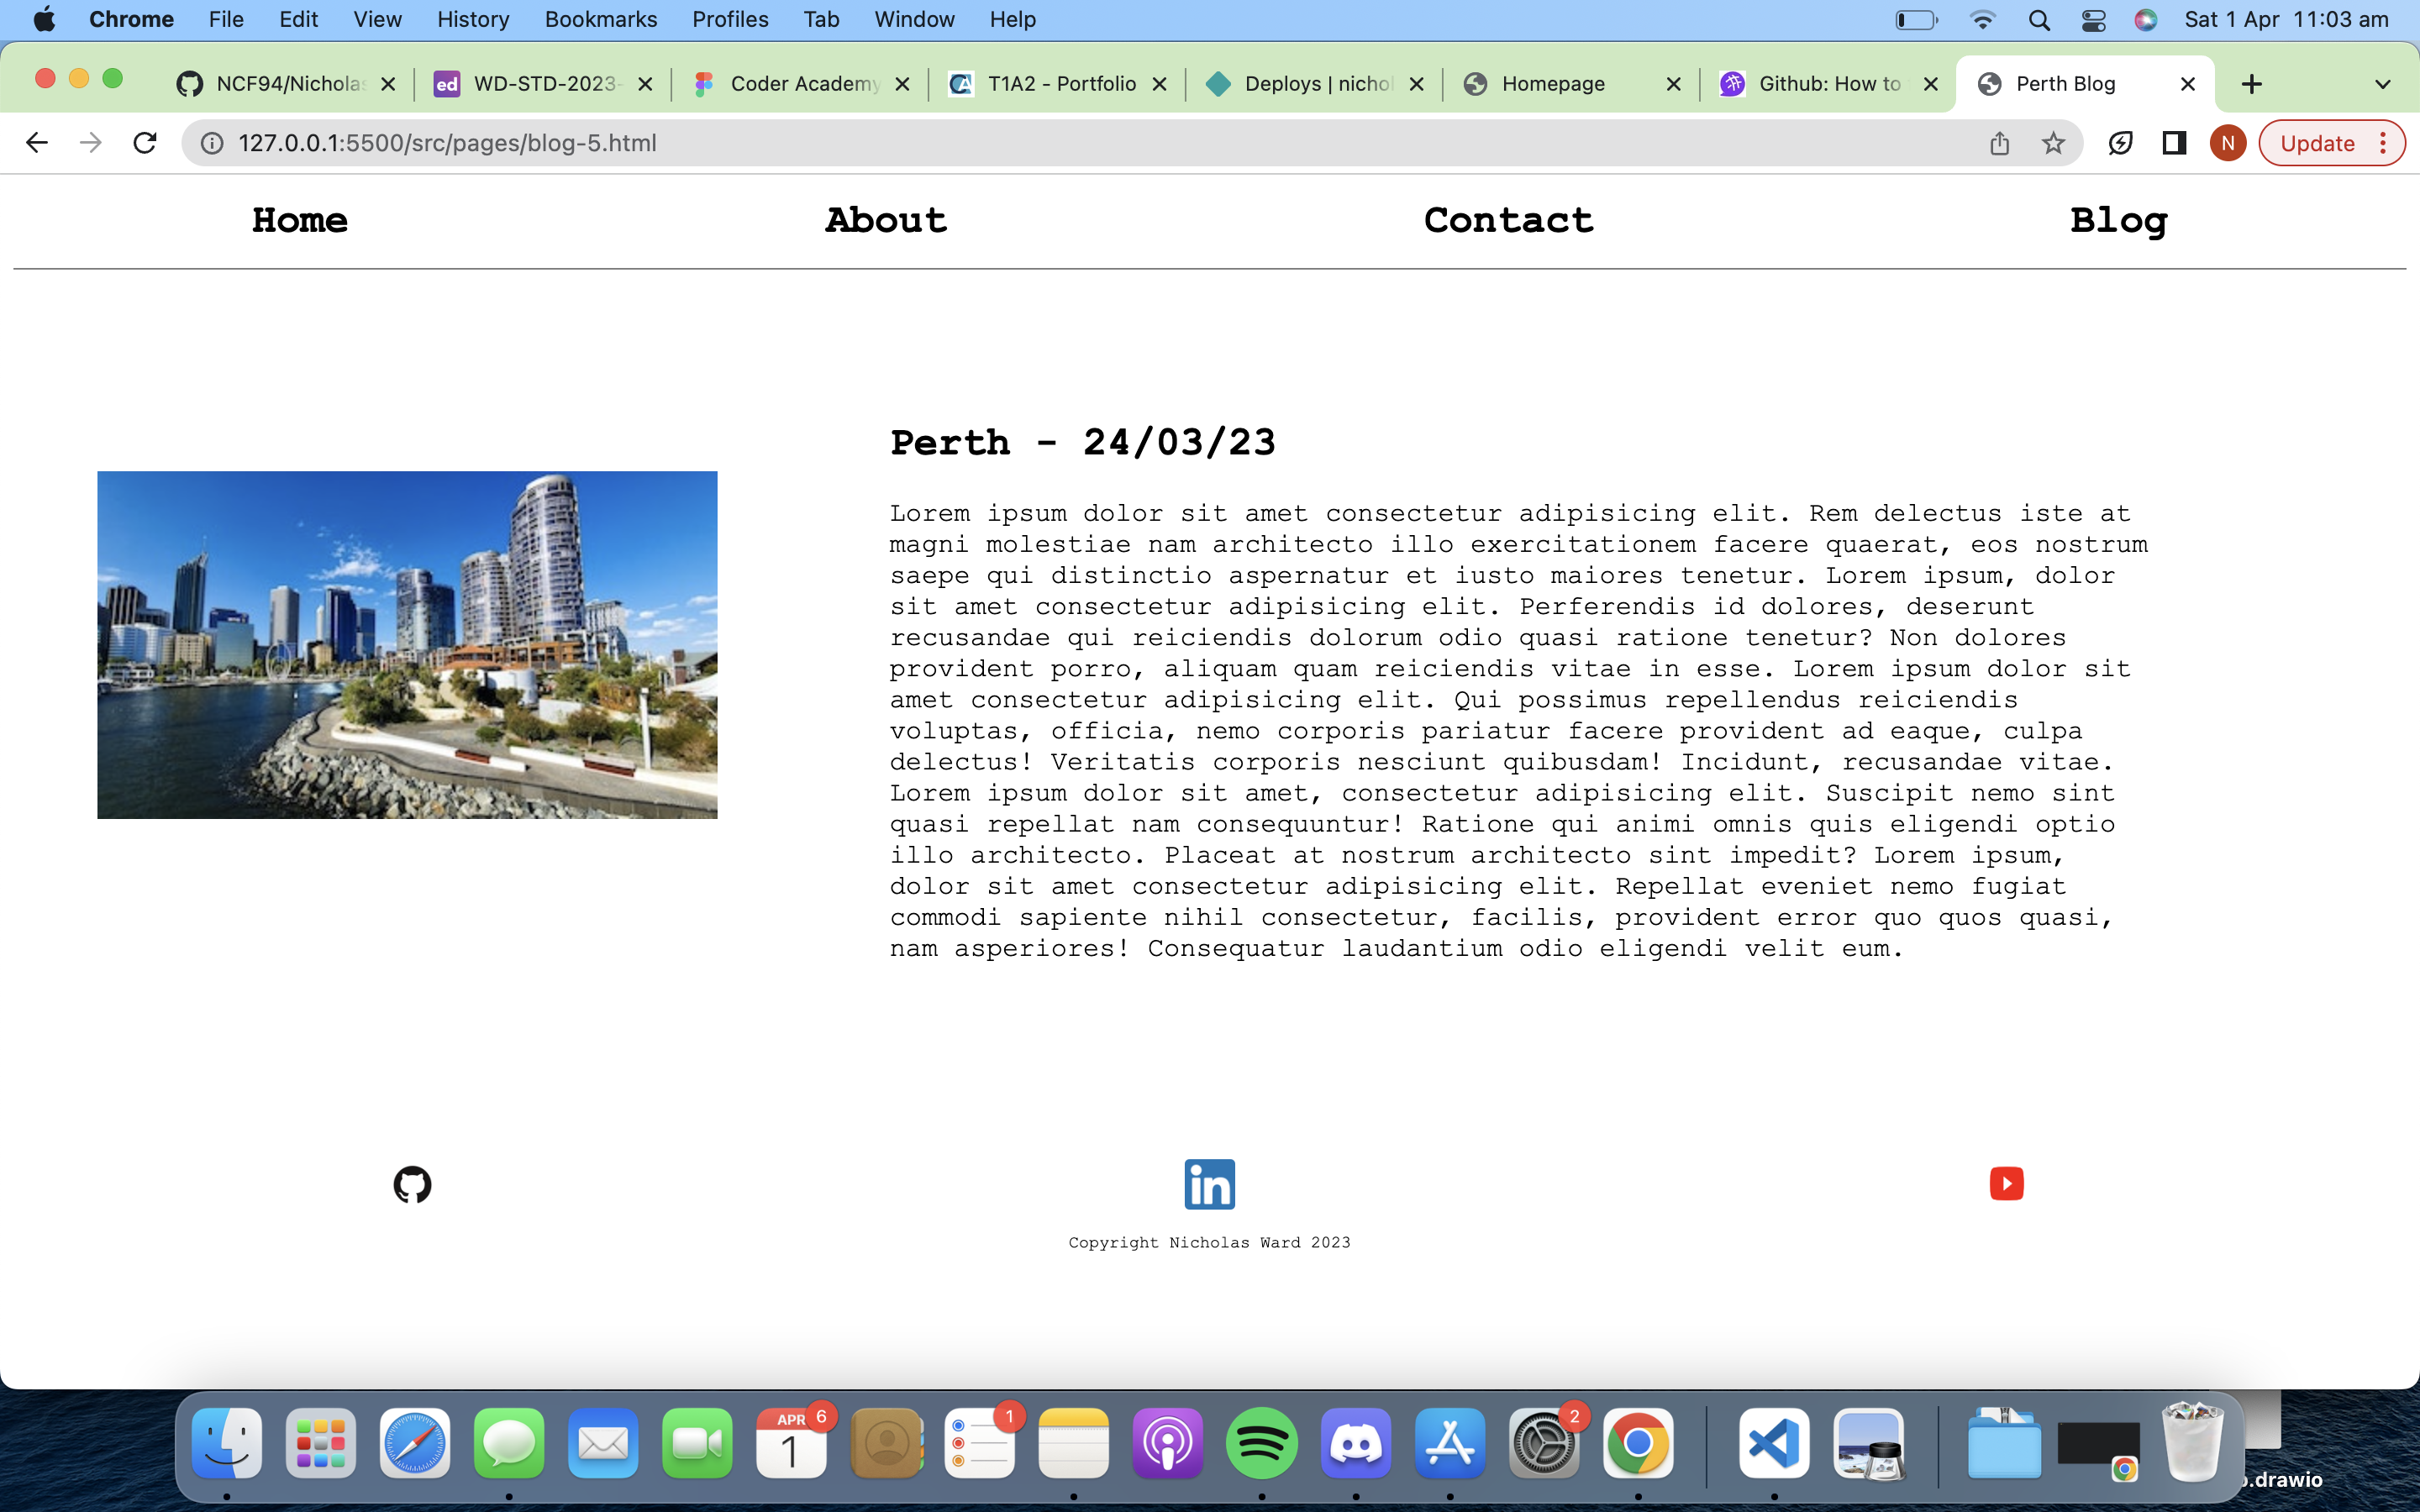 Chrome File Edit View History Bookmarks Profiles Tab Window Help Sat 1 Apr 11:03 am
NCF94/Nicholas ed WD-STD-2023- Coder Academy CA T1A2 - Portfolio Deploys | nichol Homepage Github: How to Perth Blog
127.0.0.1:5500/src/pages/blog-5.html N Update
Home About Contact Blog
Perth - 24/03/23
Lorem ipsum dolor sit amet consectetur adipisicing elit. Rem delectus iste at
magni molestiae nam architecto illo exercitationem facere quaerat, eos nostrum
saepe qui distinctio aspernatur et iusto maiores tenetur. Lorem ipsum, dolor
sit amet consectetur adipisicing elit. Perferendis id dolores, deserunt
recusandae qui reiciendis dolorum odio quasi ratione tenetur? Non dolores
provident porro, aliquam quam reiciendis vitae in esse. Lorem ipsum dolor sit
amet consectetur adipisicing elit. Qui possimus repellendus reiciendis
voluptas, officia, nemo corporis pariatur facere provident ad eaque, culpa
delectus! Veritatis corporis nesciunt quibusdam! Incidunt, recusandae vitae.
Lorem ipsum dolor sit amet, consectetur adipisicing elit. Suscipit nemo sint
quasi repellat nam consequuntur! Ratione qui animi omnis quis eligendi optio
illo architecto. Placeat at nostrum architecto sint impedit? Lorem ipsum,
dolor sit amet consectetur adipisicing elit. Repellat eveniet nemo fugiat
commodi sapiente nihil consectetur, facilis, provident error quo quos quasi,
nam asperiores! Consequatur laudantium odio eligendi velit eum.
in
Copyright Nicholas Ward 2023
APR 6 1 2
1
.drawio